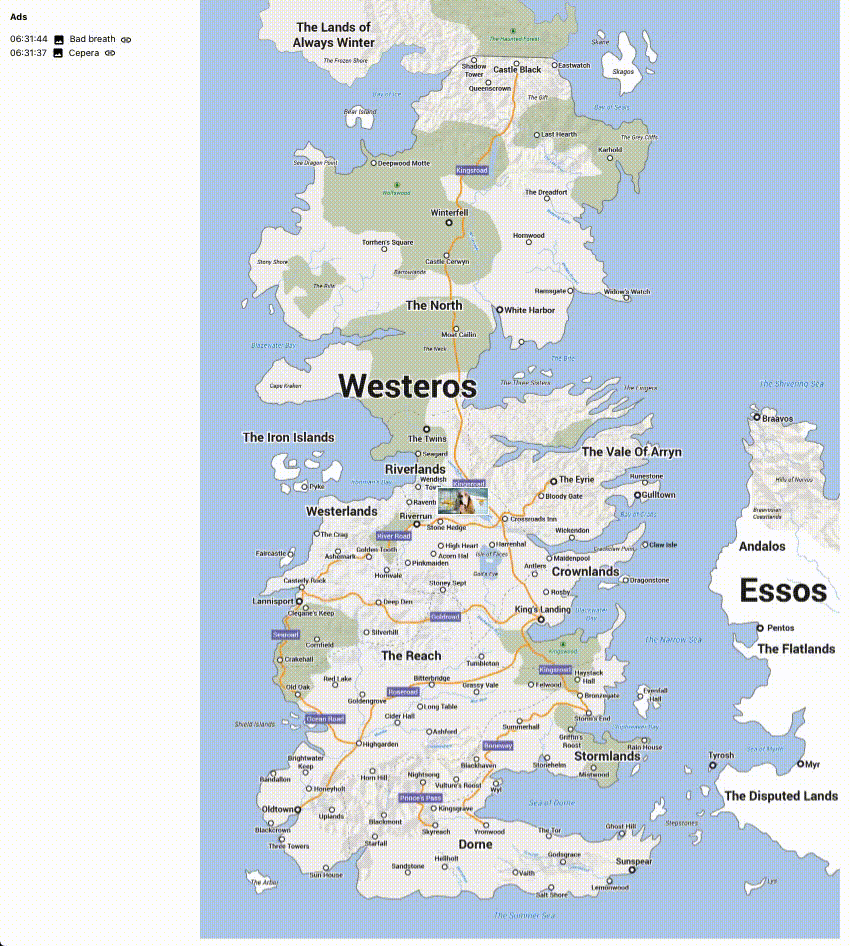 Ads
06:31:44 Bad breath
06:31:37 Cepera
The Lands of
Always Winter
The Haunted Forest
Skane
The Frozen Shore
Shadow
Tower
Castle Black
Eastwatch
Skagos
Queenscrown
Bay of Ice
The Gift
Bay of Seals
Bear Island
Last Hearth
The Grey Cliffs
Karhold
Sea Dragon Point
Deepwood Motte
Kingsroad
Wolfswood
The Dreadfort
Winterfell
Torrhen's Square
Hornwood
Stony Shore
Castle Cerwyn
Barrowlands
The Rills
Ramsgate
Widow's Watch
The North
White Harbor
Moat Cailin
Blazewater Bay
The Neck
The Bite
Westeros
Cape Kraken
The Three Sisters
The Fingers
The Shivering Sea
Braavos
The Twins
The Iron Islands
Seagard
The Vale Of Arryn
Riverlands
Ironman's Bay
Wendish
Kingsroad
The Eyrie
Runestone
Hills of Norvos
Pyke
Bloody Gate
Gulltown
Westerlands
Riverrun
Crossroads Inn
Bay of Crabs
Braavosian
Coastlands
Stone Hedge
The Crag
River Road
Wickendon
Faircastle
Ashemark
Golden Tooth
High Heart
Harrenhal
Crackclaw Point
Claw Isle
Andalos
Acorn Hal
Isle of Faces
Maidenpool
Pinkmaiden
Antlers
Crownlands
Hornvale
God's Eye
Dragonstone
Casterly Rock
Stoney Sept
Rosby
Essos
Lannisport
Deep Den
King's Landing
Blackwater
Bay
Clegane's Keep
Goldroad
Pentos
Searoad
Silverhill
The Narrow Sea
Cornfield
Kingswood
The Flatlands
Crakehall
The Reach
Tumbleton
Kingsroad
Haystack
Hall
Red Lake
Bitterbridge
Old Oak
Roseroad
Grassy Vale
Felwood
Evenfall
Hall
Goldengrove
Bronzegate
Long Table
Ocean Road
Cider Hall
Storm's End
Shield Islands
Summerhall
Shipbreaker Bay
Ashford
Griffin's
Roost
Highgarden
Boneway
Rain House
Sea of Myrth
Brightwater
Keep
Stonehelm
Stormlands
Tyrosh
Blackhaven
Myr
Bandallon
Horn Hill
Nightsong
Mistwood
Honeyholt
Vulture's Roost
Wyl
Prince's Pass
The Disputed Lands
Oldtown
Uplands
Kingsgrave
Sea of Dorne
Blackmont
Stepstones
Blackcrown
Skyreach
Yronwood
The Tor
Ghost Hill
Three Towers
Starfall
Dorne
Hellholt
Godsgrace
Sunspear
Sandstone
Sun House
Vaith
The Arbor
Lemonwood
Lys
Salt Shore
The Summer Sea